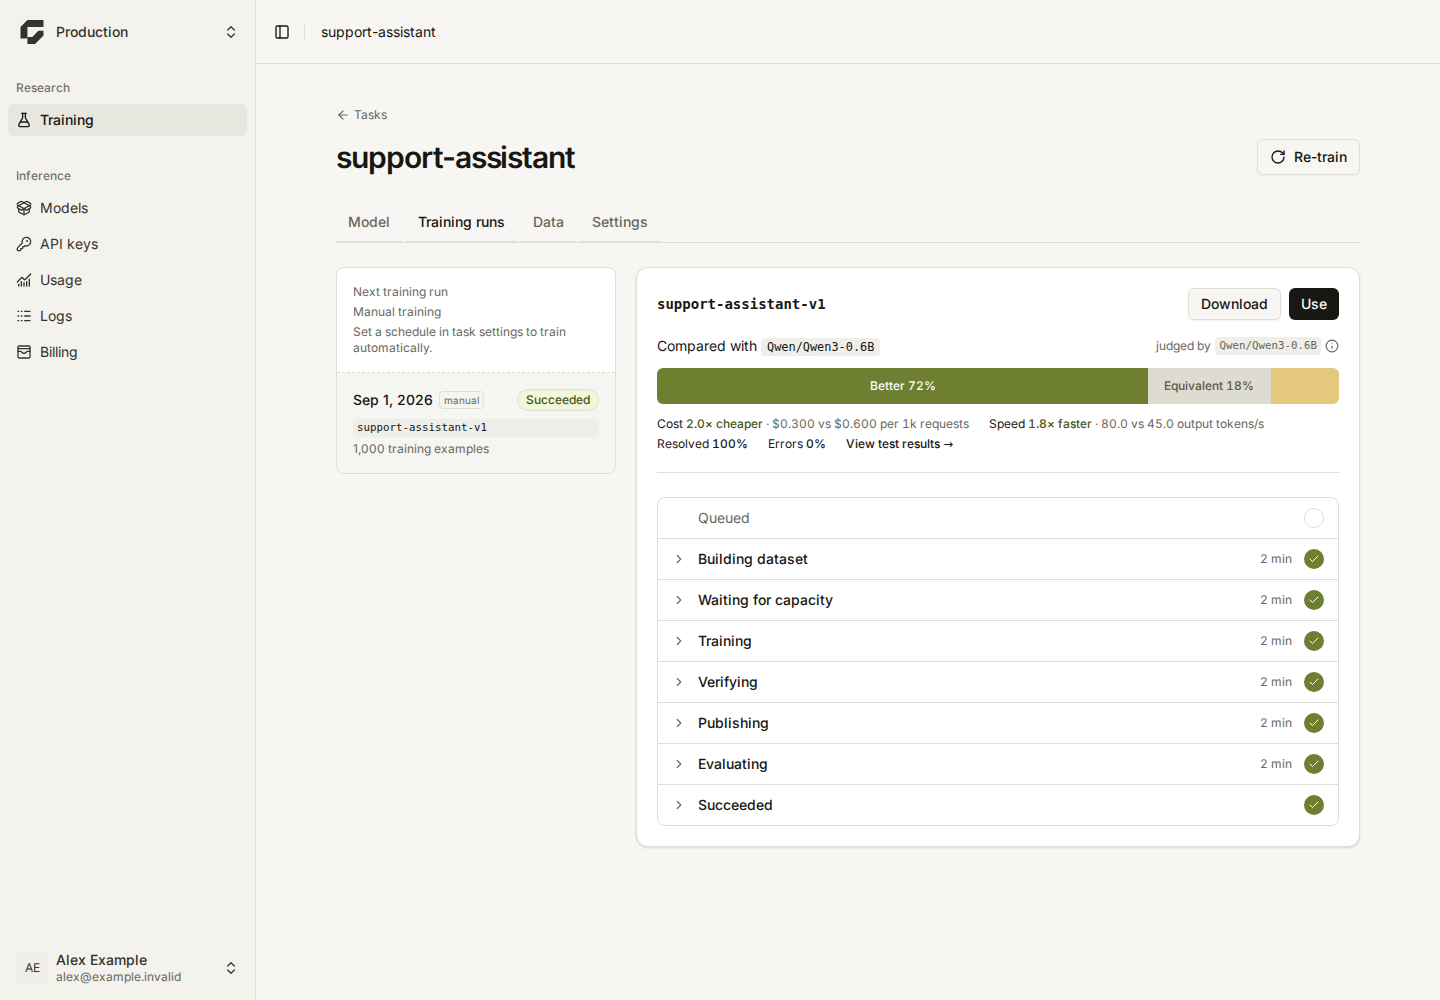 Production
support-assistant
Research
Training
Inference
Models
API keys
Usage
Logs
Billing
AE
Alex Example
alex@example.invalid
Tasks
support-assistant
Re-train
Model
Training runs
Data
Settings
Next training run
Manual training
Set a schedule in task settings to train
automatically.
Sep 1, 2026 manual Succeeded
support-assistant-v1
1,000 training examples
support-assistant-v1
Download
Use
Compared with Qwen/Qwen3-0.6B
judged by Qwen/Qwen3-0.6B
Better 72%
Equivalent 18%
Cost 2.0× cheaper · $0.300 vs $0.600 per 1k requests
Speed 1.8× faster · 80.0 vs 45.0 output tokens/s
Resolved 100%
Errors 0%
View test results →
Queued
Building dataset 2 min
Waiting for capacity 2 min
Training 2 min
Verifying 2 min
Publishing 2 min
Evaluating 2 min
Succeeded